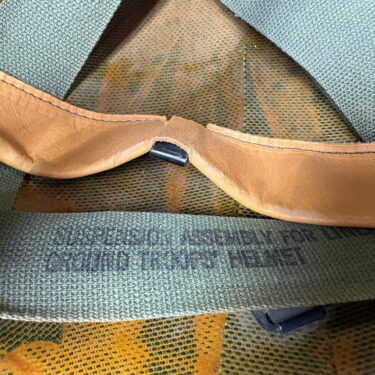 SUSPENSION ASSEMBLY FOR
GROUND TROOPS' HELMET